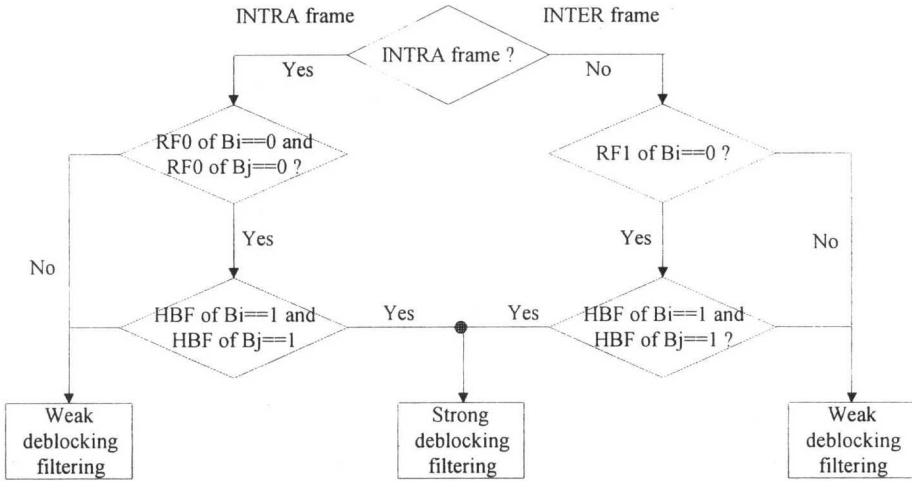 INTRA frame
INTER frame
INTRA frame ?
Yes
No
RF0 of Bi==0 and
RF0 of Bj==0 ?
RF1 of Bi==0 ?
Yes
Yes
No
No
HBF of Bi==1 and
HBF of Bj==1
Yes
Yes
HBF of Bi==1 and
HBF of Bj==1 ?
Weak
deblocking
filtering
Strong
deblocking
filtering
Weak
deblocking
filtering